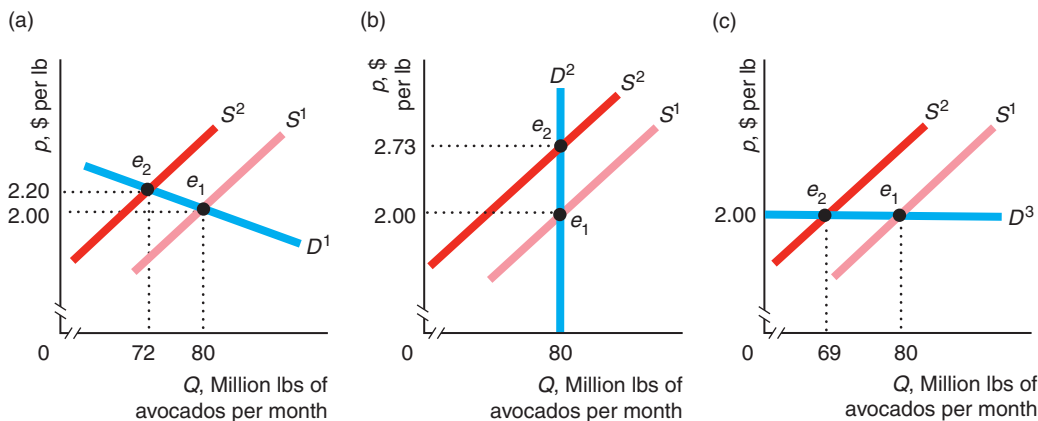 (a)
p, $ per lb
S²
S¹
e₂
e₁
2.20
2.00
D¹
0
72
80
Q, Million lbs of
avocados per month
(b)
p, $
per lb
D²
S²
S¹
e₂
2.73
2.00
e₁
0
80
Q, Million lbs of
avocados per month
(c)
p, $ per lb
S²
S¹
e₂
e₁
2.00
D³
0
69
80
Q, Million lbs of
avocados per month